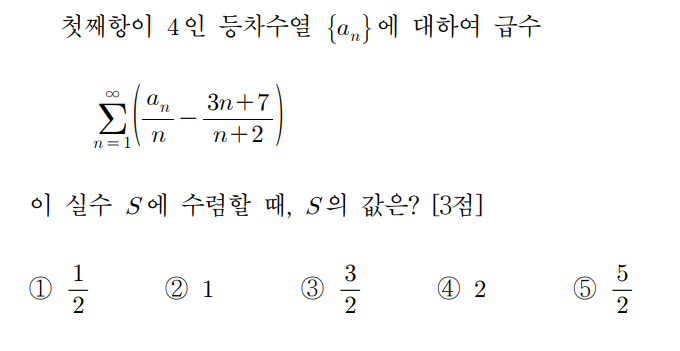 첫째항이 4인 등차수열 {aₙ}에 대하여 급수
∑_{n=1}^{∞} (aₙ/n − (3n+7)/(n+2))
이 실수 S에 수렴할 때, S의 값은? [3점]
① 1/2 ② 1 ③ 3/2 ④ 2 ⑤ 5/2